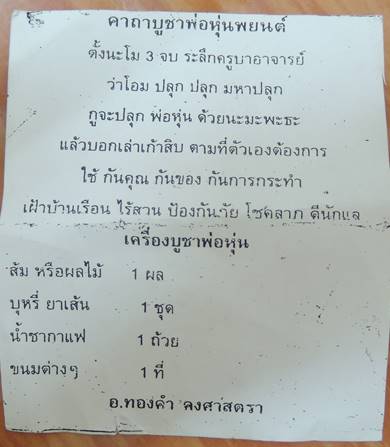 คาถาบูชาพ่อหุ่นพยนต์
ตั้งนะโม 3 จบ ระลึกครูบาอาจารย์
ว่าโอม ปลุก ปลุก มหาปลุก
กูจะปลุก พ่อหุ่น ด้วยนะมะพะธะ
แล้วบอกเล่าเก้าสิบ ตามที่ตัวเองต้องการ
ใช้ กันคุณ กันของ กันการกระทำ
เฝ้าบ้านเรือน ไร่สวน ป้องกันภัย โชคลาภ ดีนักแล
เครื่องบูชาพ่อหุ่น
ส้ม หรือผลไม้ 1 ผล
บุหรี่ ยาเส้น 1 ชุด
น้ำชากาแฟ 1 ถ้วย
ขนมต่างๆ 1 ที่
อ.ทองคำ ลงศาสตรา